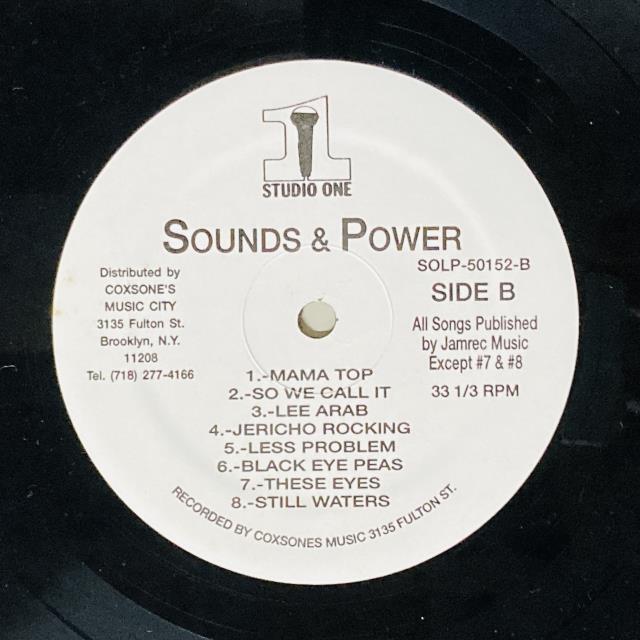 1
STUDIO ONE
SOUNDS & POWER
Distributed by
COXSONE'S
MUSIC CITY
3135 Fulton St.
Brooklyn, N.Y.
11208
Tel. (718) 277-4166
SOLP-50152-B
SIDE B
All Songs Published
by Jamrec Music
Except #7 & #8
33 1/3 RPM
1.-MAMA TOP
2.-SO WE CALL IT
3.-LEE ARAB
4.-JERICHO ROCKING
5.-LESS PROBLEM
6.-BLACK EYE PEAS
7.-THESE EYES
8.-STILL WATERS
RECORDED BY COXSONES MUSIC 3135 FULTON ST.